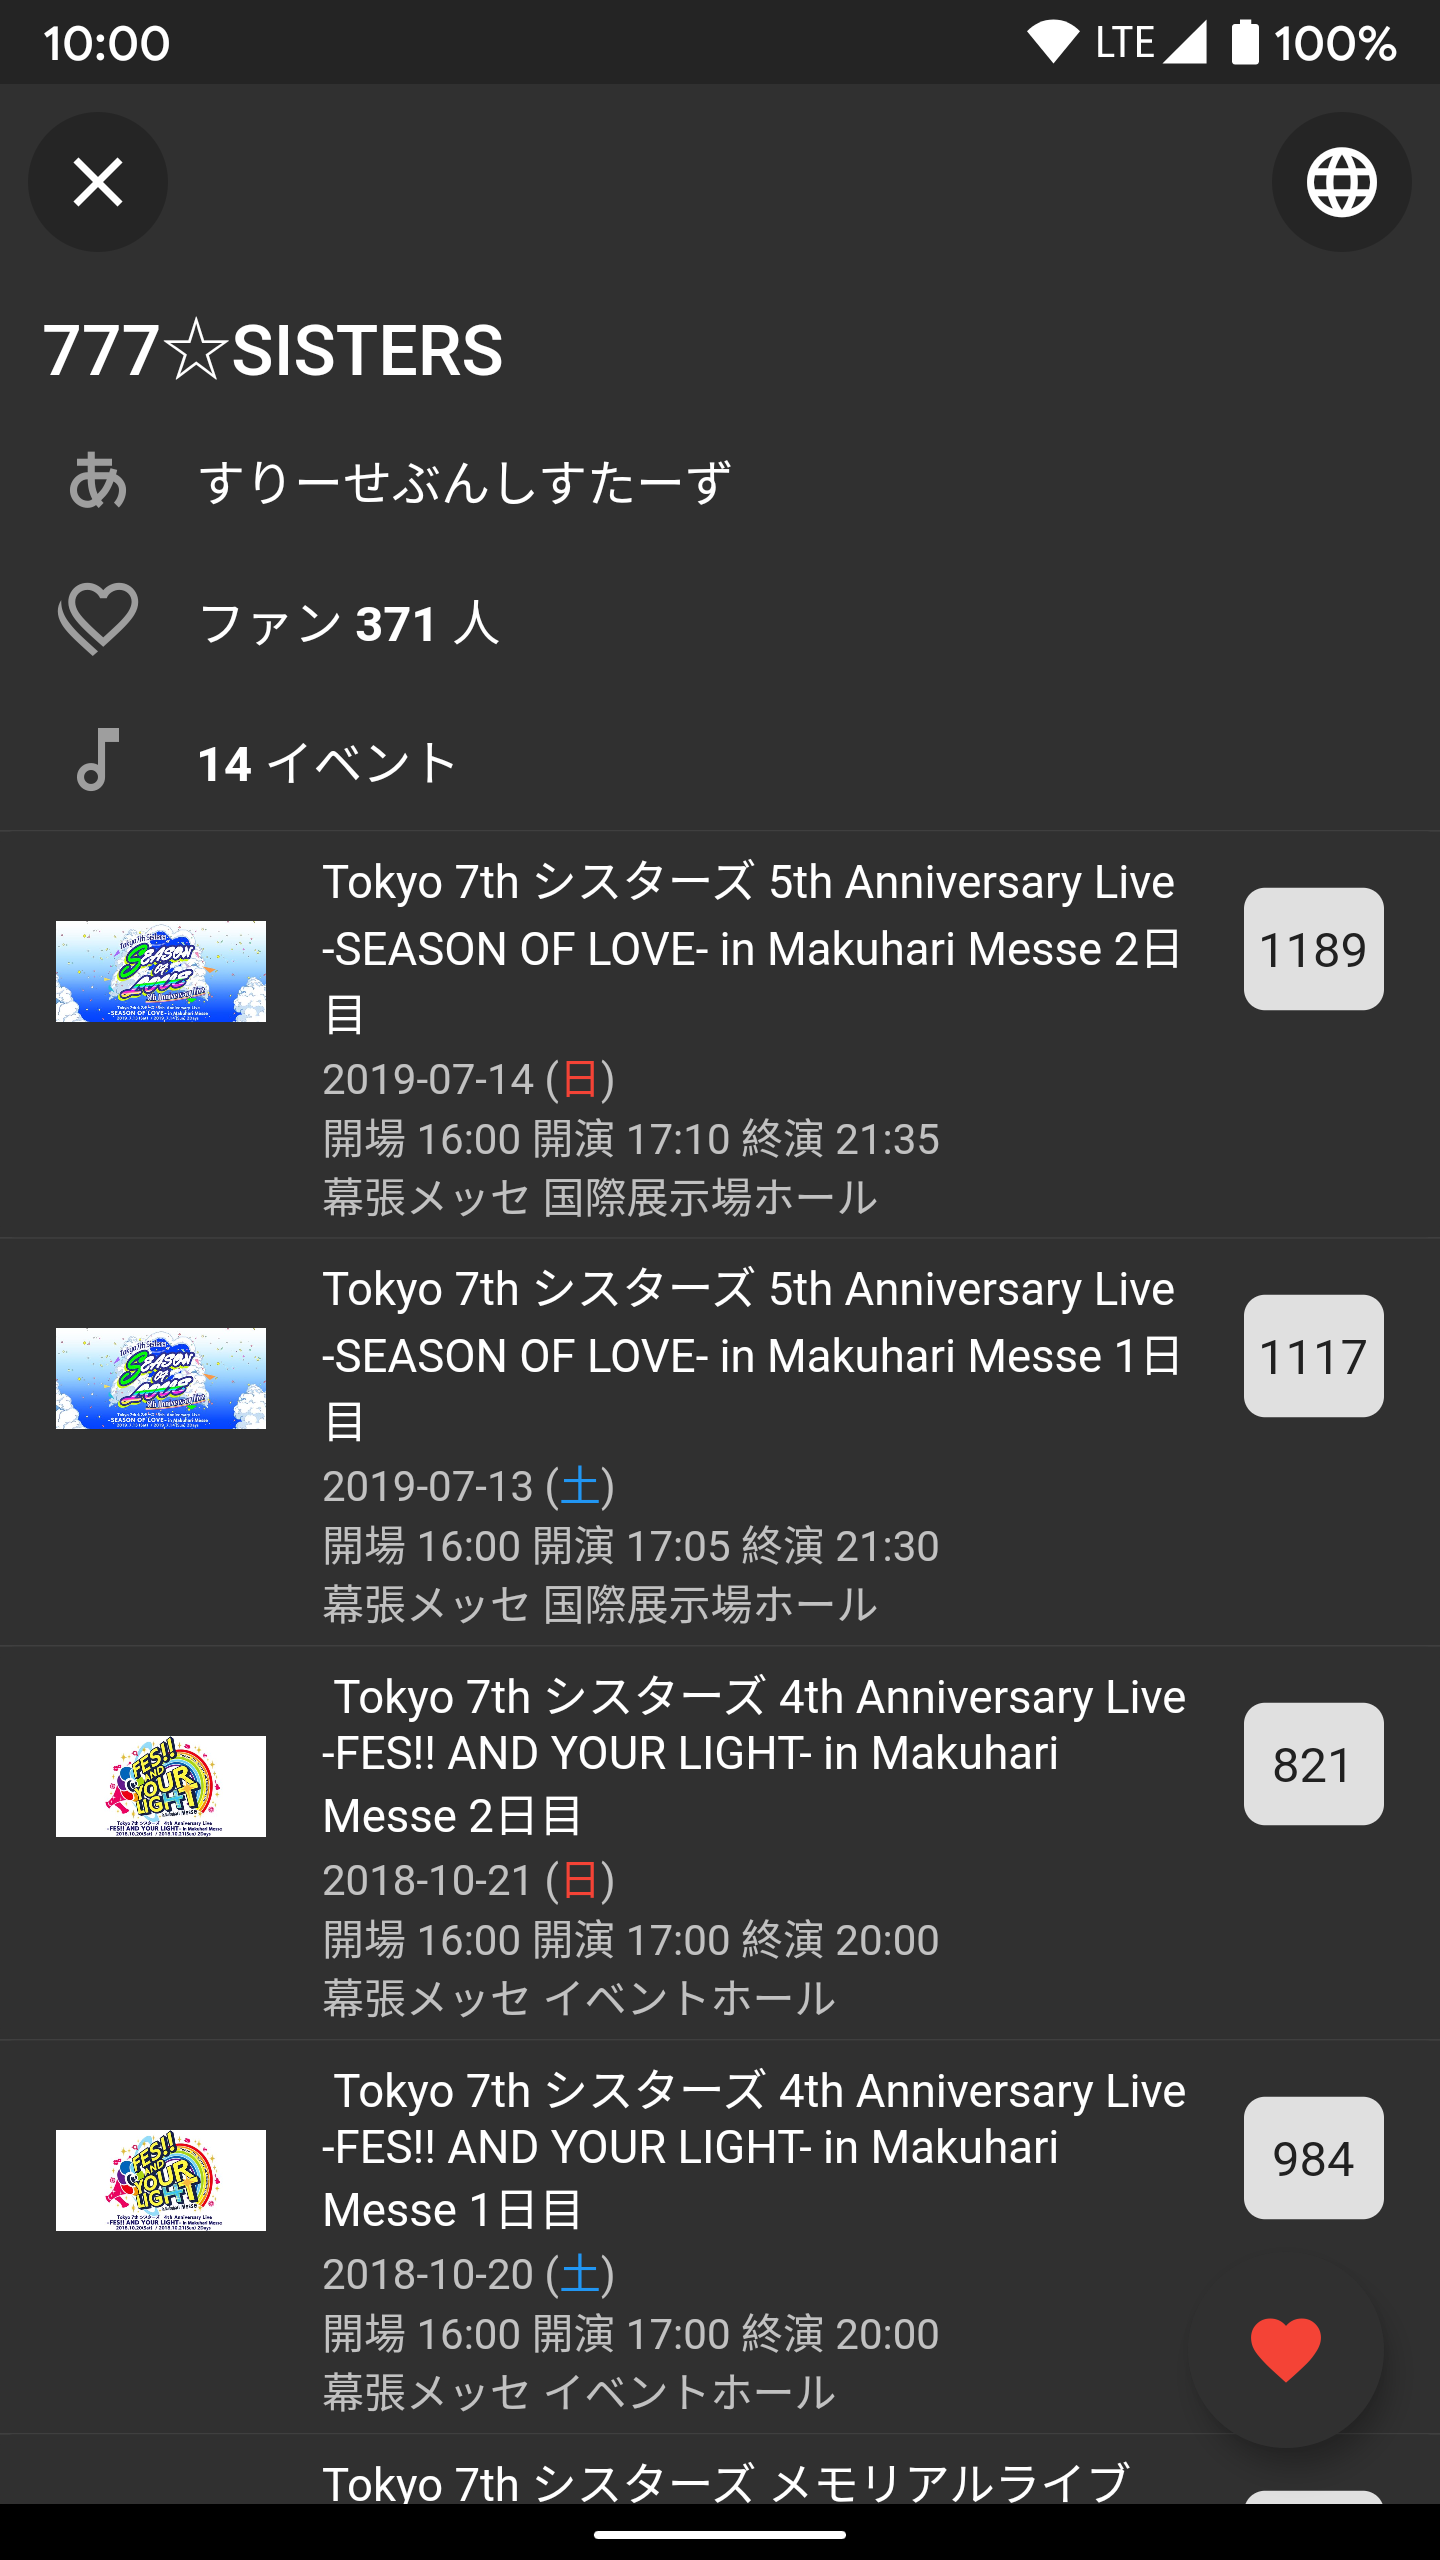 10:00
LTE
100%
777☆SISTERS
あ
すりーせぶんしすたーず
ファン 371 人
14 イベント
Tokyo 7th シスターズ 5th Anniversary Live
-SEASON OF LOVE- in Makuhari Messe 2日
目
1189
2019-07-14 (日)
開場 16:00 開演 17:10 終演 21:35
幕張メッセ 国際展示場ホール
Tokyo 7th シスターズ 5th Anniversary Live
-SEASON OF LOVE- in Makuhari Messe 1日
目
1117
2019-07-13 (土)
開場 16:00 開演 17:05 終演 21:30
幕張メッセ 国際展示場ホール
Tokyo 7th シスターズ 4th Anniversary Live
-FES!! AND YOUR LIGHT- in Makuhari
Messe 2日目
821
2018-10-21 (日)
開場 16:00 開演 17:00 終演 20:00
幕張メッセ イベントホール
Tokyo 7th シスターズ 4th Anniversary Live
-FES!! AND YOUR LIGHT- in Makuhari
Messe 1日目
984
2018-10-20 (土)
開場 16:00 開演 17:00 終演 20:00
幕張メッセ イベントホール
Tokyo 7th シスターズ メモリアルライブ